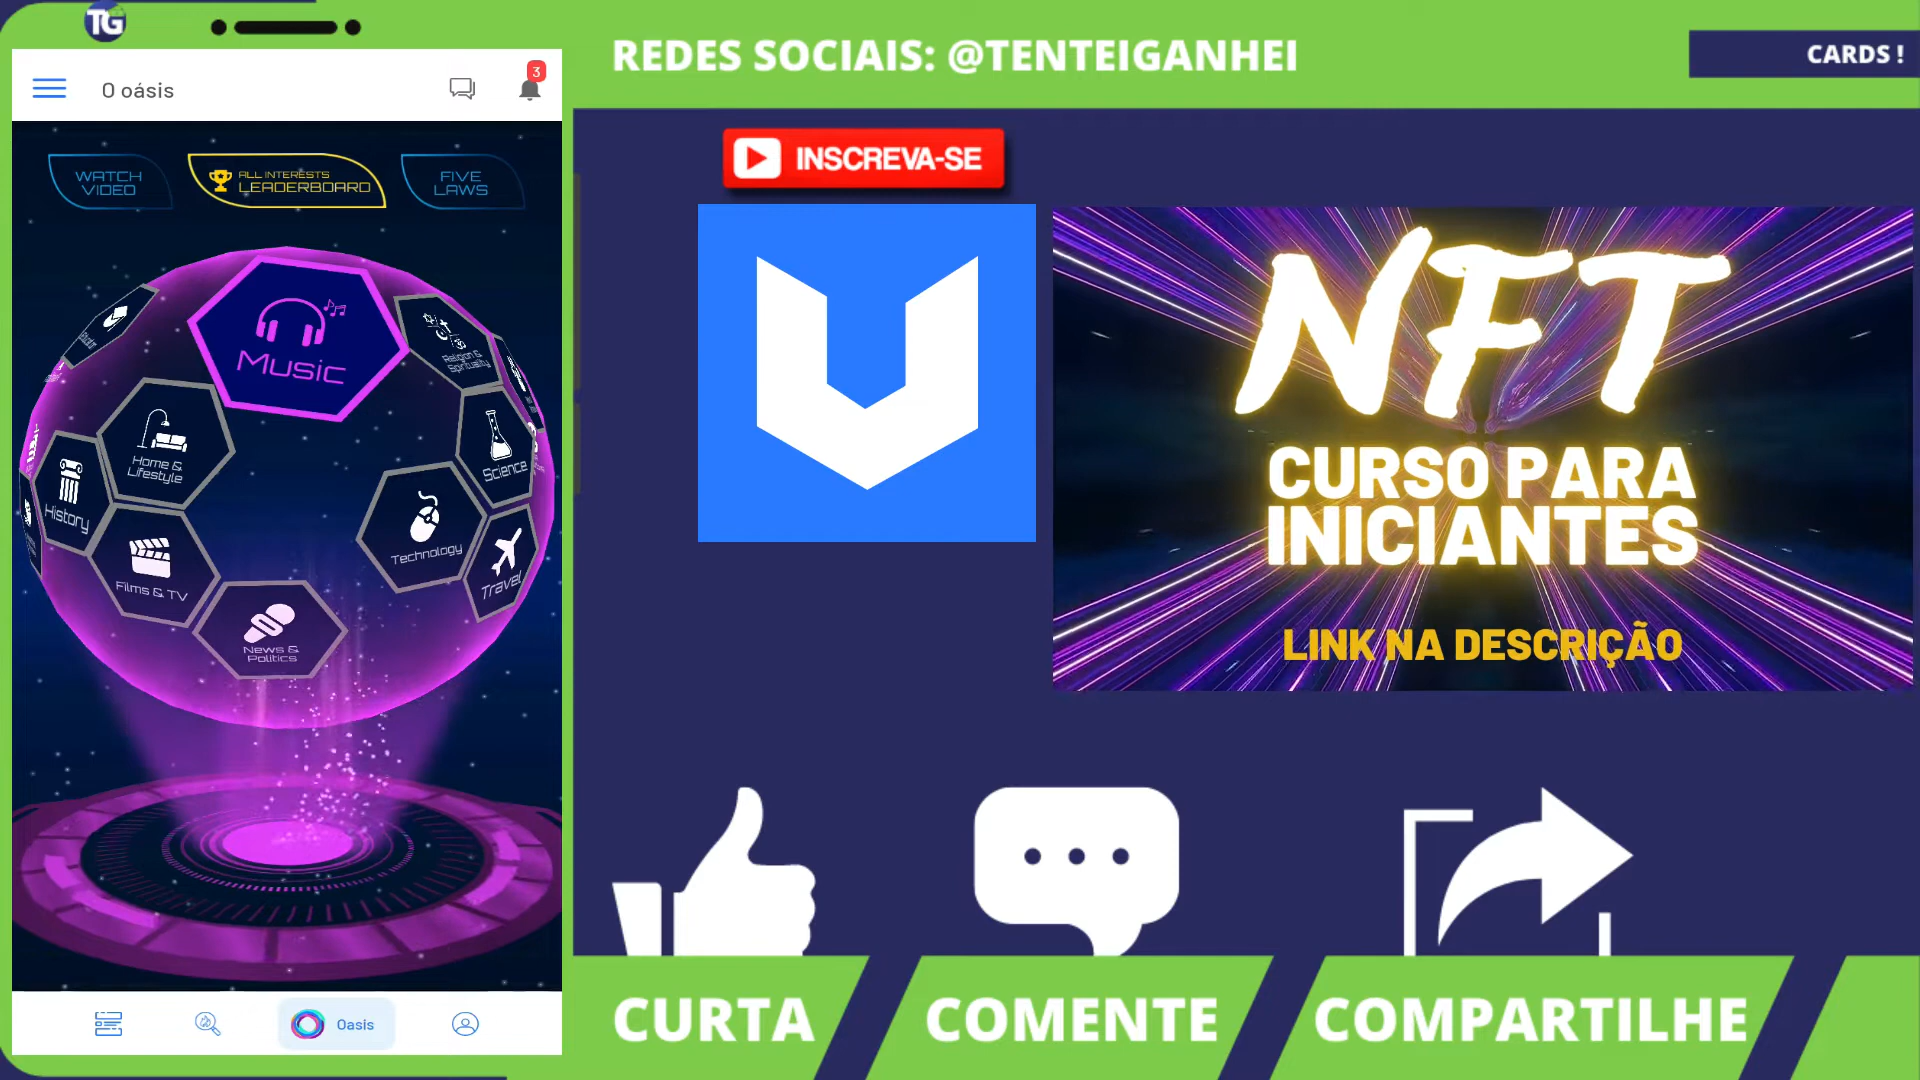 TG
REDES SOCIAIS: @TENTEIGANHEI
CARDS !
3
O oásis
WATCH
VIDEO
ALL INTERESTS
LEADERBOARD
FIVE
LAWS
INSCREVA-SE
Music
Religion &
Spirituality
Home &
Lifestyle
Science
History
Technology
Films & TV
Travel
News &
Politics
NFT
CURSO PARA
INICIANTES
LINK NA DESCRIÇÃO
Oasis
CURTA
COMENTE
COMPARTILHE